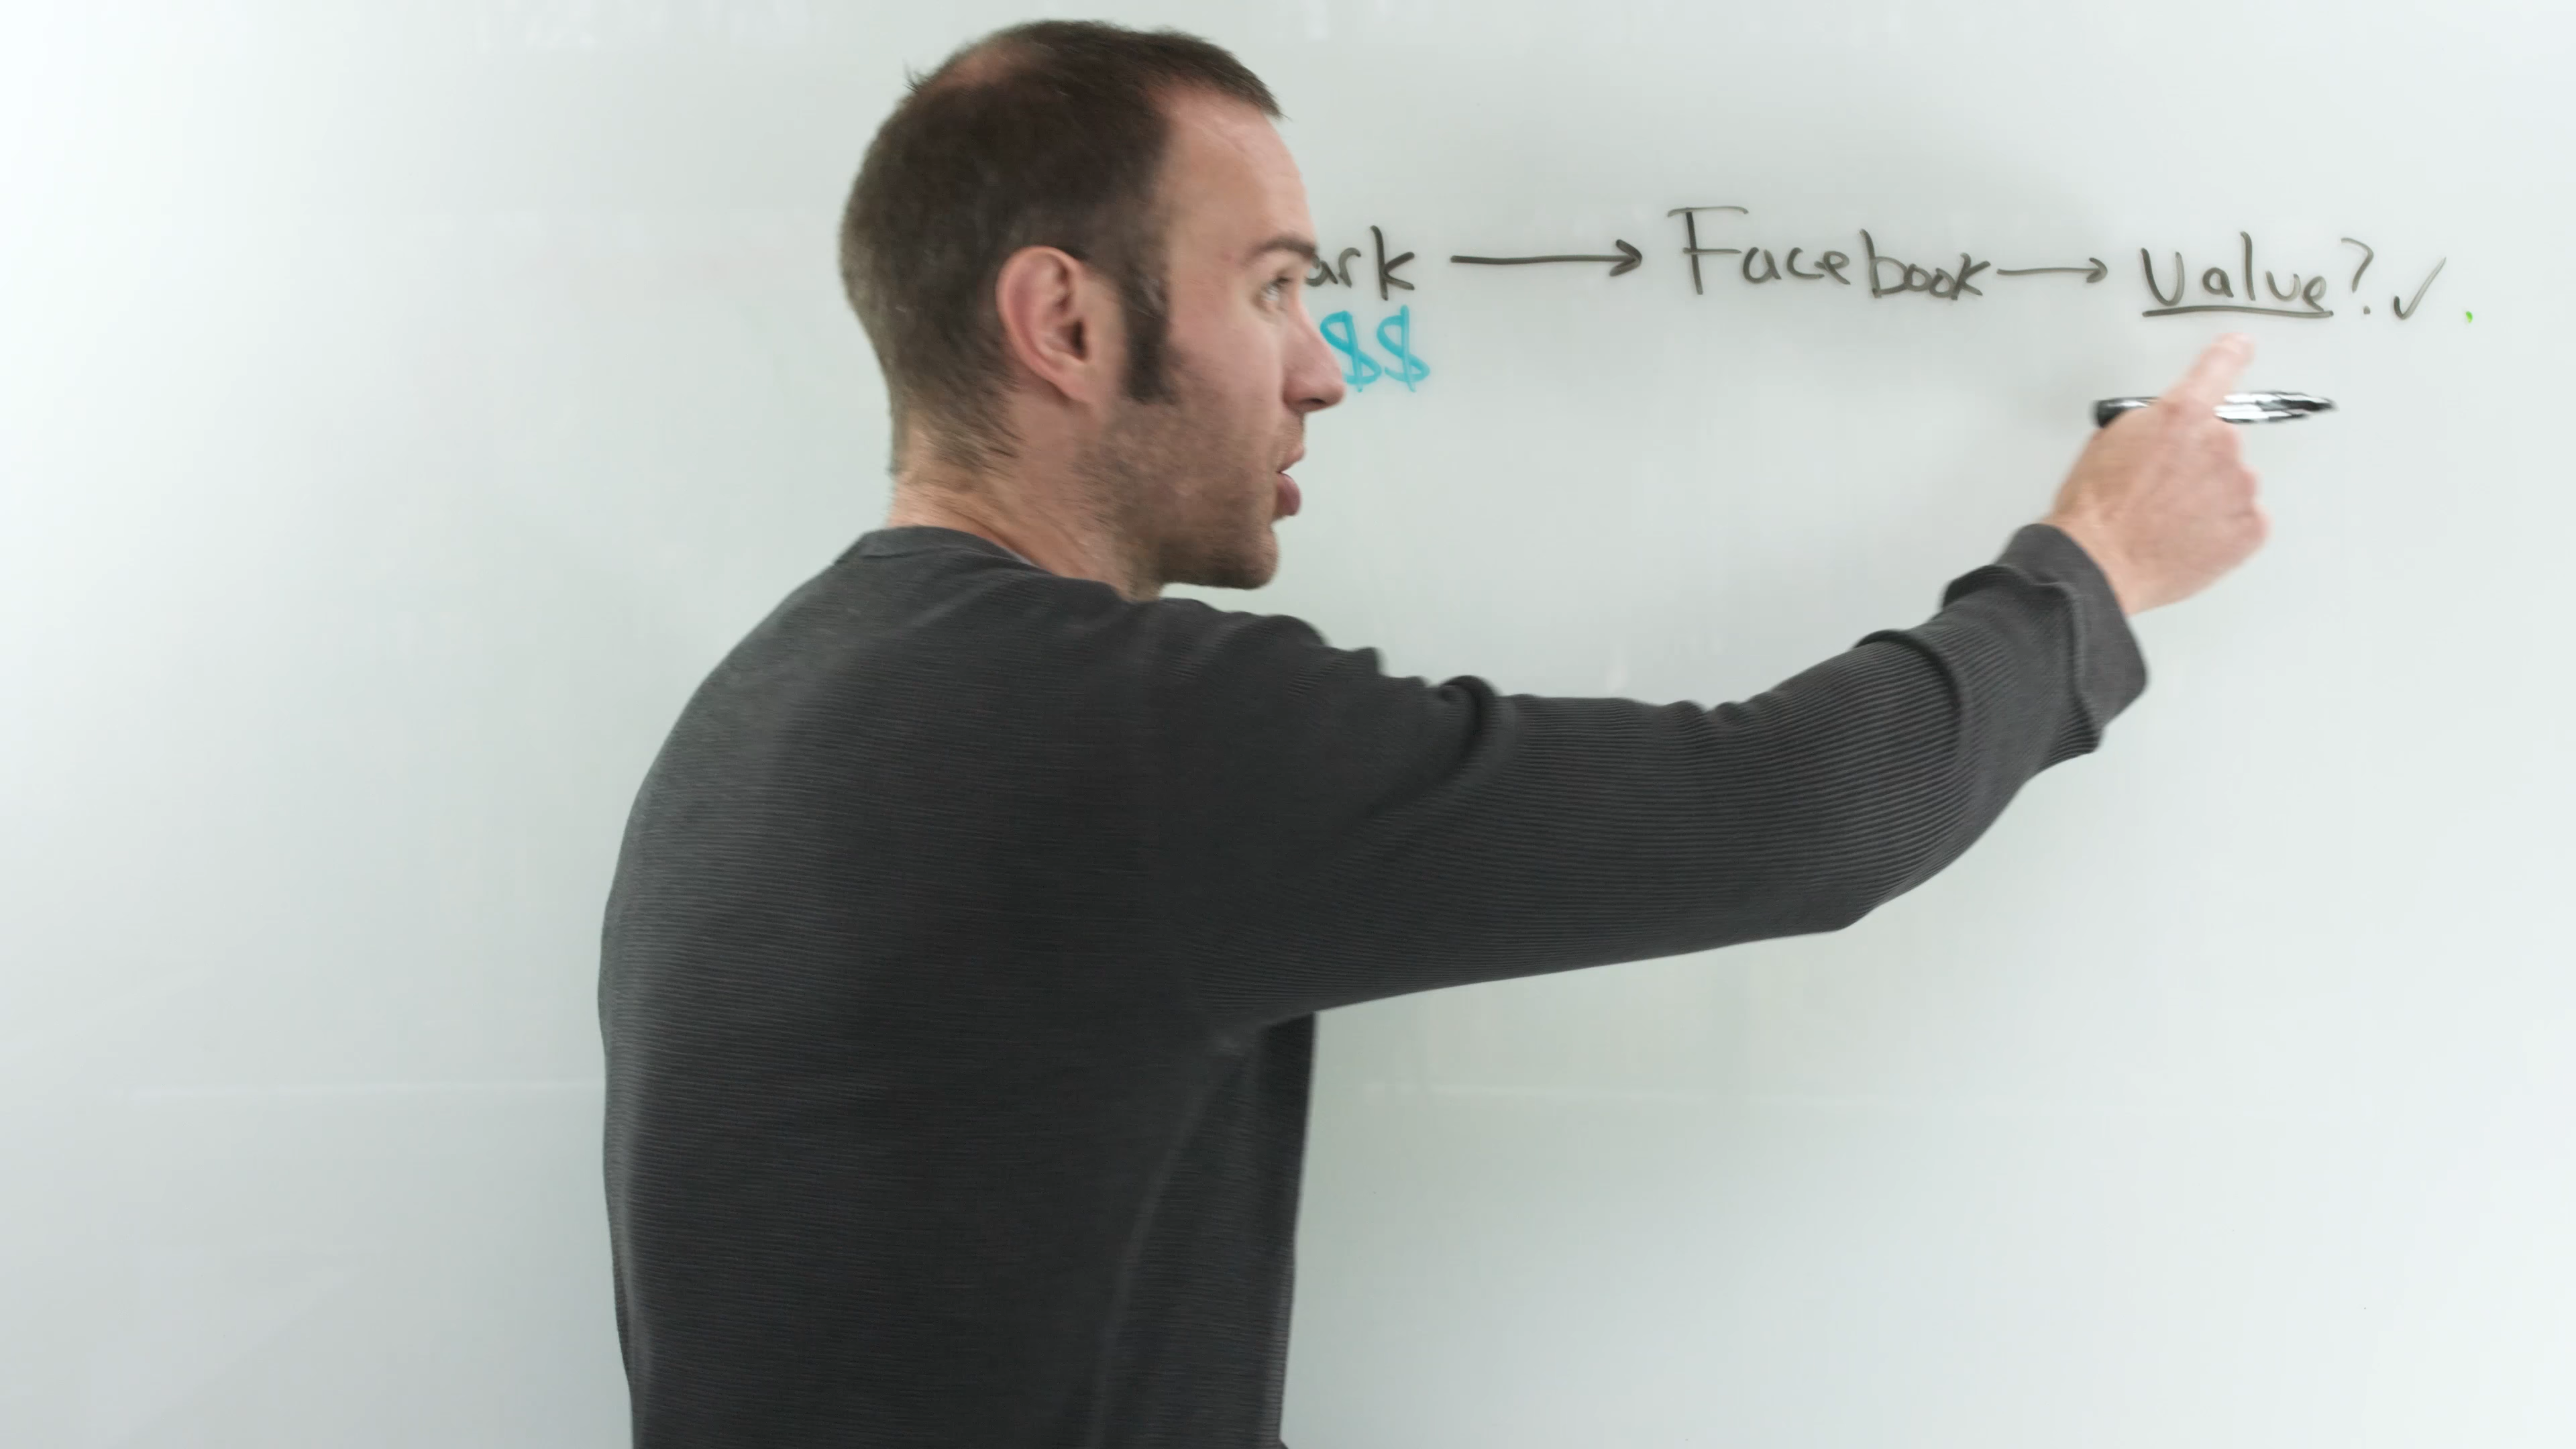 ark → Facebook → Value? ✓
$$